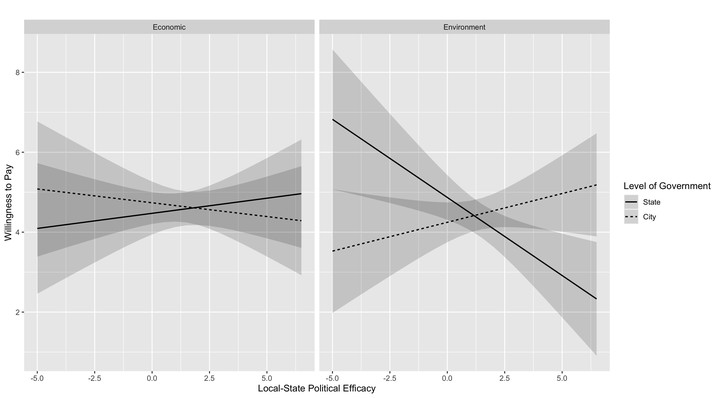 Economic
Environment
8
6
4
2
Willingness to Pay
-5.0
-2.5
0.0
2.5
5.0
-5.0
-2.5
0.0
2.5
5.0
Local-State Political Efficacy
Level of Government
State
City